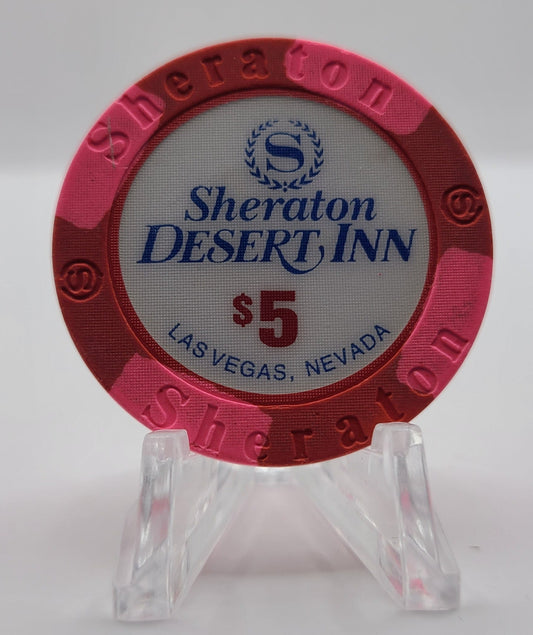 Sheraton
S
Sheraton
DESERT INN
$5
LAS VEGAS, NEVADA
S
S
Sheraton